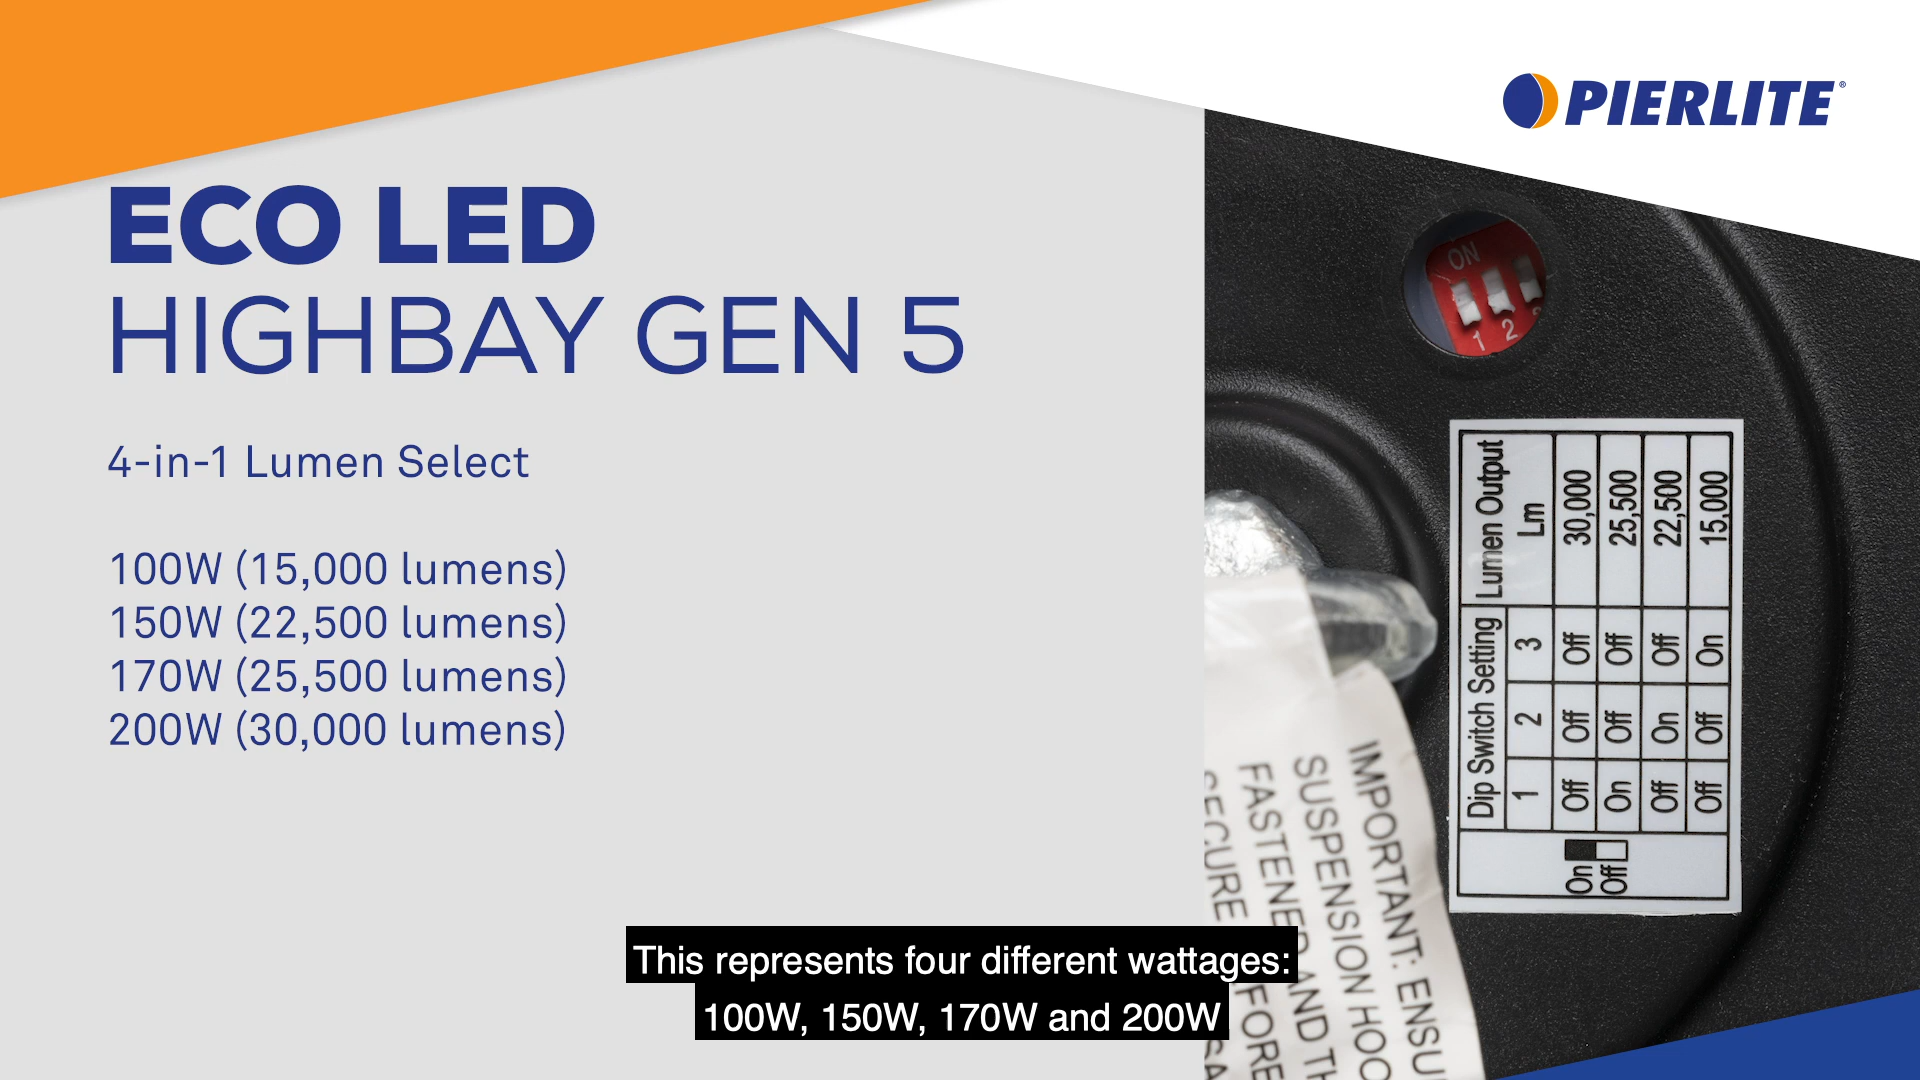 PIERLITE®
ECO LED
HIGHBAY GEN 5
4-in-1 Lumen Select
100W (15,000 lumens)
150W (22,500 lumens)
170W (25,500 lumens)
200W (30,000 lumens)
ON
1 2
Dip Switch Setting Lumen Output
1 2 3 Lm
Off Off Off 30,000
On Off Off 25,500
Off On Off 22,500
Off Off On 15,000
On
Off
IMPORTANT: ENSU
SUSPENSION HOO
FASTENED AND TH
SECURE
FORE
This represents four different wattages:
100W, 150W, 170W and 200W